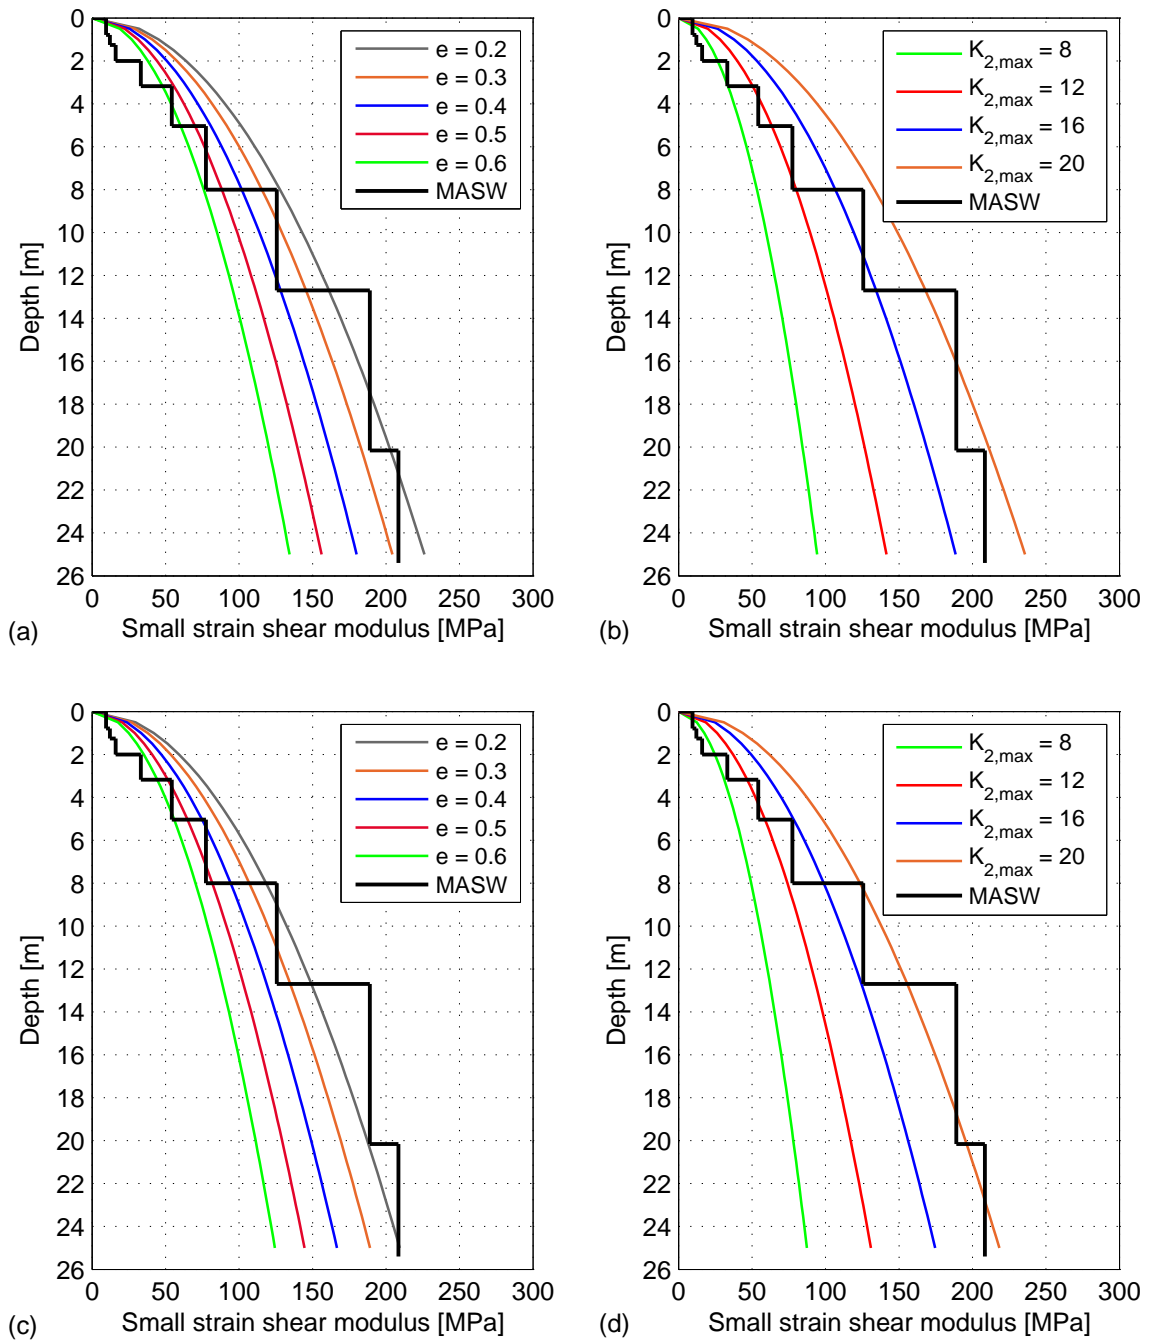 0
2
4
6
8
10
12
14
16
18
20
22
24
26
Depth [m]
e = 0.2
e = 0.3
e = 0.4
e = 0.5
e = 0.6
MASW
0 50 100 150 200 250 300
(a) Small strain shear modulus [MPa]
0
2
4
6
8
10
12
14
16
18
20
22
24
26
Depth [m]
K2,max = 8
K2,max = 12
K2,max = 16
K2,max = 20
MASW
0 50 100 150 200 250 300
(b) Small strain shear modulus [MPa]
0
2
4
6
8
10
12
14
16
18
20
22
24
26
Depth [m]
e = 0.2
e = 0.3
e = 0.4
e = 0.5
e = 0.6
MASW
0 50 100 150 200 250 300
(c) Small strain shear modulus [MPa]
0
2
4
6
8
10
12
14
16
18
20
22
24
26
Depth [m]
K2,max = 8
K2,max = 12
K2,max = 16
K2,max = 20
MASW
0 50 100 150 200 250 300
(d) Small strain shear modulus [MPa]